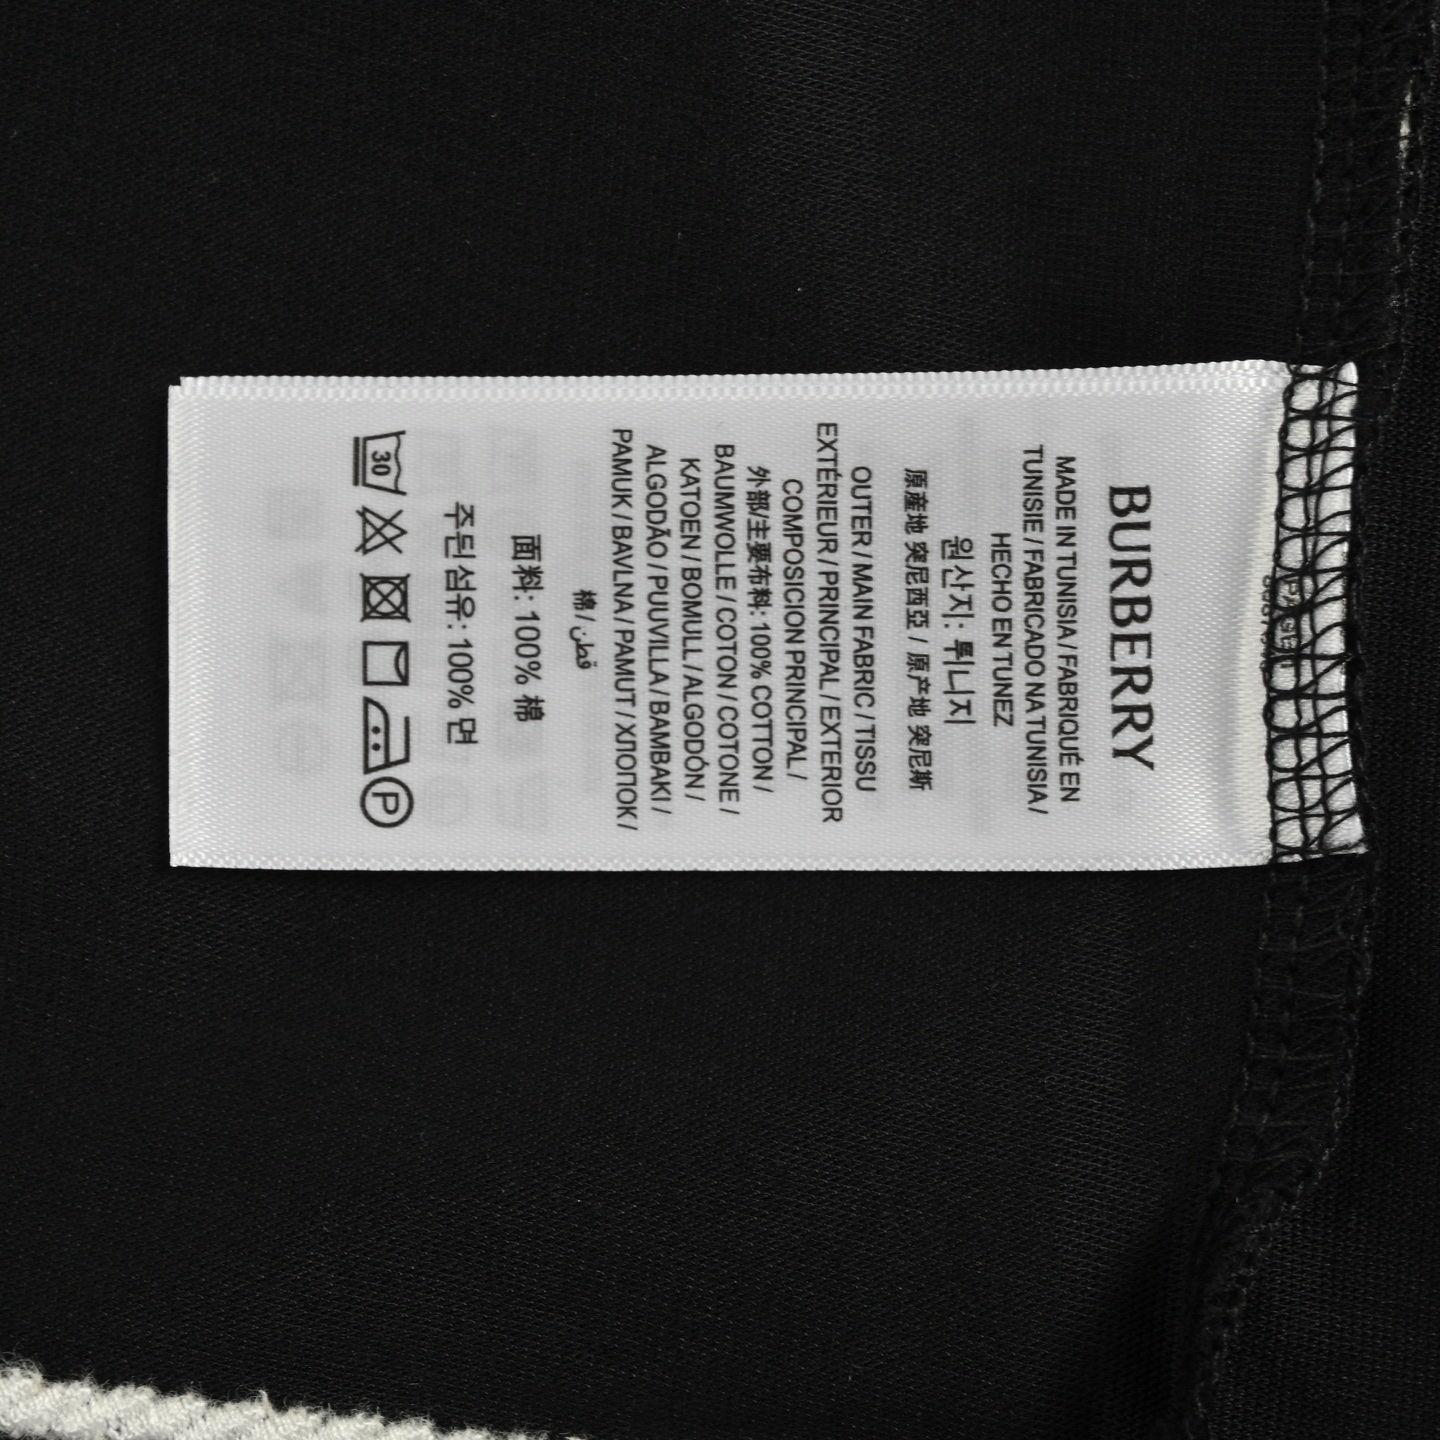 BURBERRY
MADE IN TUNISIA / FABRIQUÉ EN
TUNISIE / FABRICADO NA TUNISIA /
HECHO EN TUNEZ
원산지: 튀니지
原産地 突尼西亞 / 原产地 突尼斯
OUTER / MAIN FABRIC / TISSU
EXTÉRIEUR / PRINCIPAL / EXTERIOR
COMPOSICION PRINCIPAL /
外部/主要布料: 100% COTTON /
BAUMWOLLE / COTON / COTONE /
KATOEN / BOMULL / ALGODÓN /
ALGODÃO / PUUVILLA / BAMBAKI /
PAMUK / BAVLNA / PAMUT / ХЛОПОК /
棉 / قطن
面料: 100% 棉
주된섬유: 100% 면
30
P